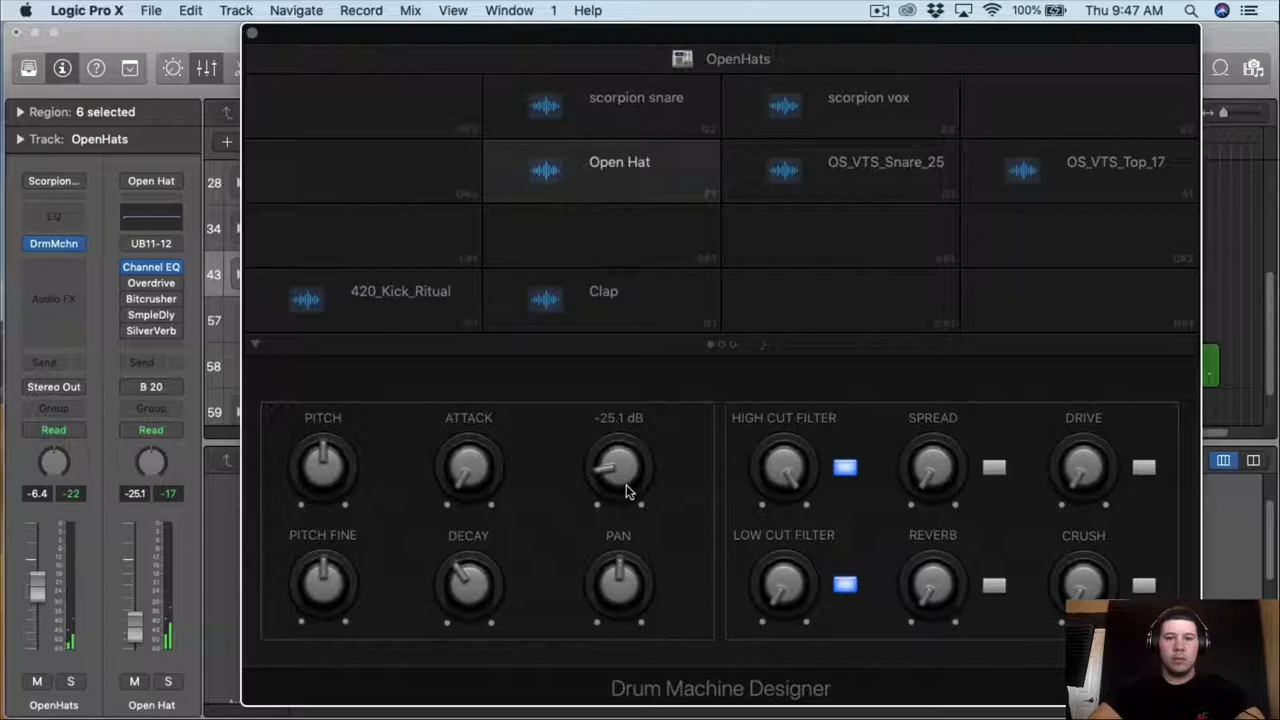 Logic Pro X File Edit Track Navigate Record Mix View Window 1 Help
100% Thu 9:47 AM
OpenHats
Region: 6 selected
Track: OpenHats
scorpion snare
scorpion vox
Open Hat
OS_VTS_Snare_25
OS_VTS_Top_17
420_Kick_Ritual
Clap
Scorpion...
Open Hat
EQ
DrmMchn
UB11-12
Channel EQ
Overdrive
Bitcrusher
SmpleDly
SilverVerb
Audio FX
Send
Send
Stereo Out
B 20
Group
Group
Read
Read
-6.4 -22
-25.1 -17
M S
M S
OpenHats
Open Hat
28
34
43
57
58
59
PITCH
ATTACK
-25.1 dB
HIGH CUT FILTER
SPREAD
DRIVE
PITCH FINE
DECAY
PAN
LOW CUT FILTER
REVERB
CRUSH
Drum Machine Designer